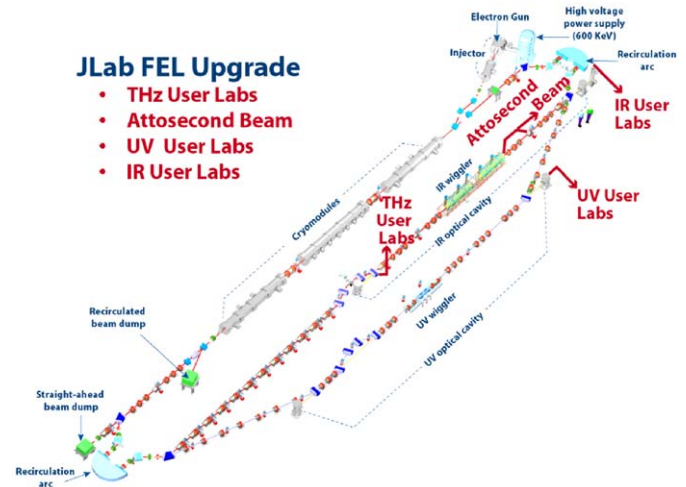 JLab FEL Upgrade
• THz User Labs
• Attosecond Beam
• UV User Labs
• IR User Labs
Electron Gun
High voltage
power supply
(600 KeV)
Injector
Recirculation
arc
IR User
Labs
Attosecond
Beam
UV User
Labs
IR wiggler
Cryomodules
THz
User
Labs
IR optical cavity
UV wiggler
UV optical cavity
Recirculated
beam dump
Straight-ahead
beam dump
Recirculation
arc